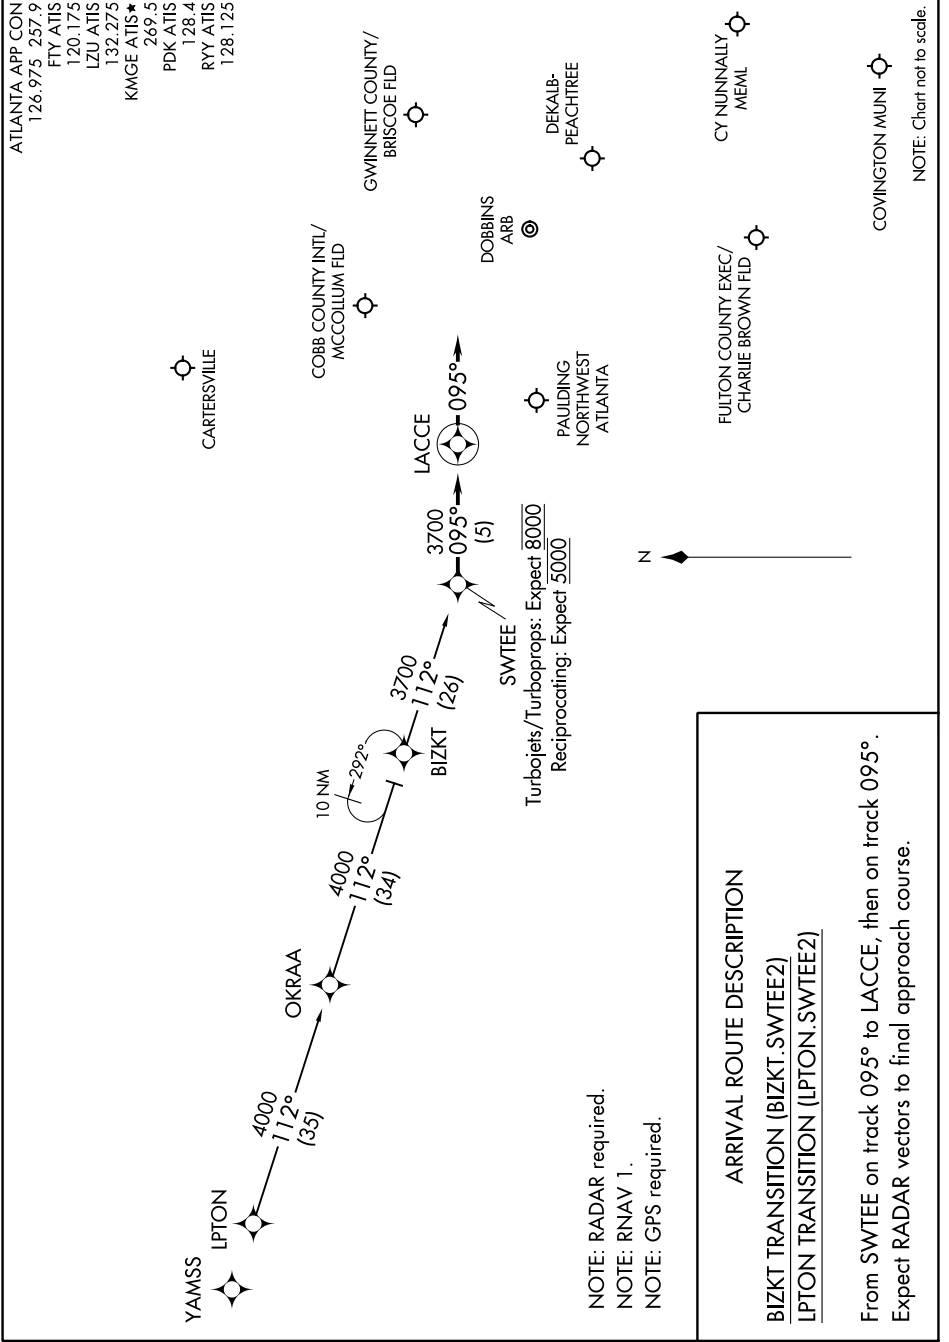 ATLANTA APP CON
126.975 257.9
FTY ATIS
120.175
LZU ATIS
132.275
KMGE ATIS★
269.5
PDK ATIS
128.4
RYY ATIS
128.125
CARTERSVILLE
COBB COUNTY INTL/
MCCOLLUM FLD
GWINNETT COUNTY/
BRISCOE FLD
DOBBINS
ARB
DEKALB-
PEACHTREE
CY NUNNALLY
MEML
COVINGTON MUNI
FULTON COUNTY EXEC/
CHARLIE BROWN FLD
PAULDING
NORTHWEST
ATLANTA
YAMSS
LPTON
4000
112°
(35)
OKRAA
4000
112°
(34)
10 NM
292°
BIZKT
3700
112°
(26)
SWTEE
Turbojets/Turboprops: Expect 8000
Reciprocating: Expect 5000
3700
095°
(5)
LACCE
095°
N
NOTE: RADAR required.
NOTE: RNAV 1.
NOTE: GPS required.
ARRIVAL ROUTE DESCRIPTION
BIZKT TRANSITION (BIZKT.SWTEE2)
LPTON TRANSITION (LPTON.SWTEE2)
From SWTEE on track 095° to LACCE, then on track 095°.
Expect RADAR vectors to final approach course.
NOTE: Chart not to scale.